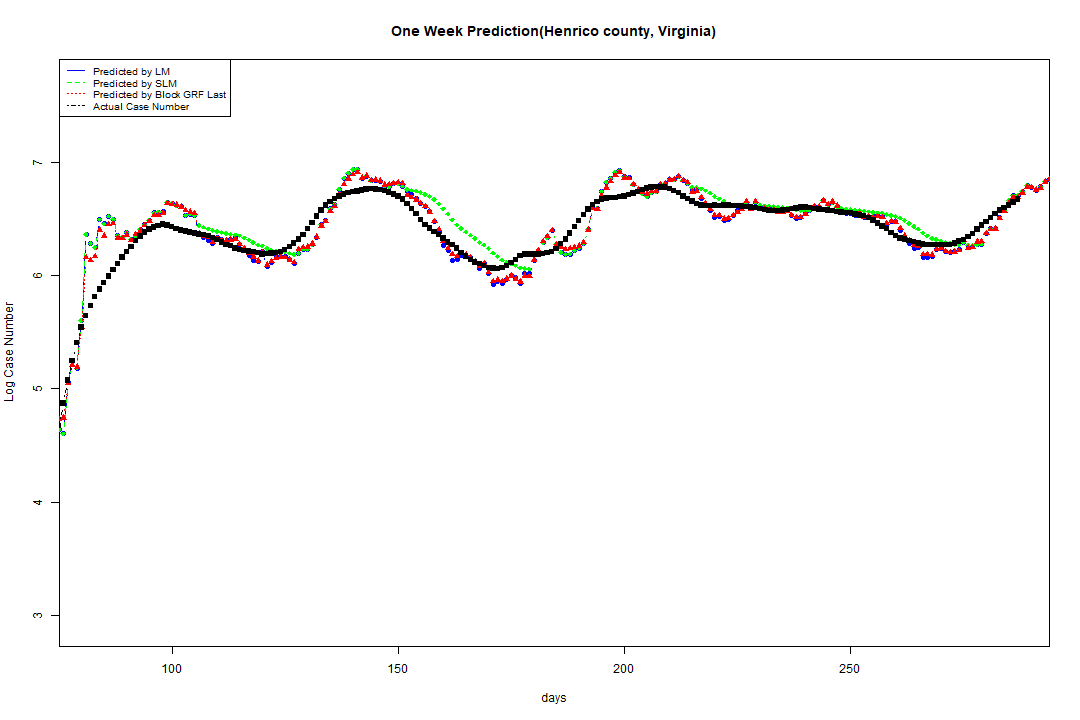 One Week Prediction(Henrico county, Virginia)
Predicted by LM
Predicted by SLM
Predicted by Block GRF Last
Actual Case Number
7
6
5
4
3
Log Case Number
100 150 200 250
days